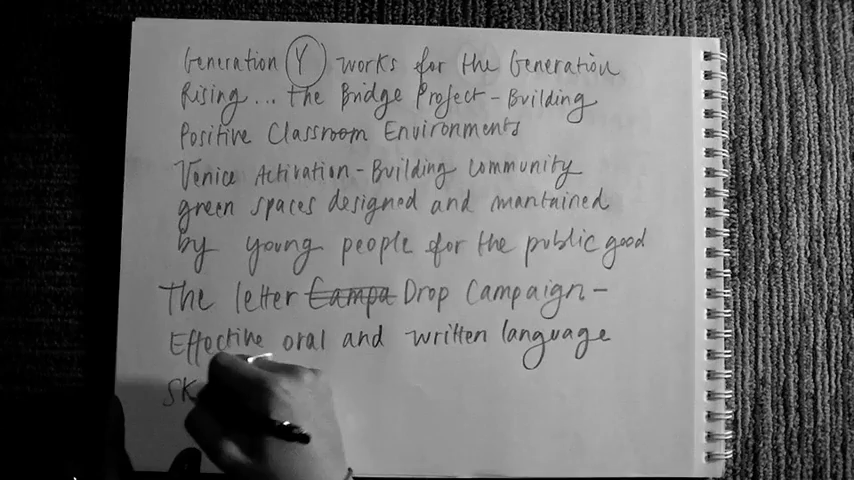 Generation Y works for the Generation
Rising... the Bridge Project - Building
Positive Classroom Environments
Venice Activation - Building community
green spaces designed and mantained
by young people for the public good
The letter Campa Drop Campaign -
Effective oral and written language
SK